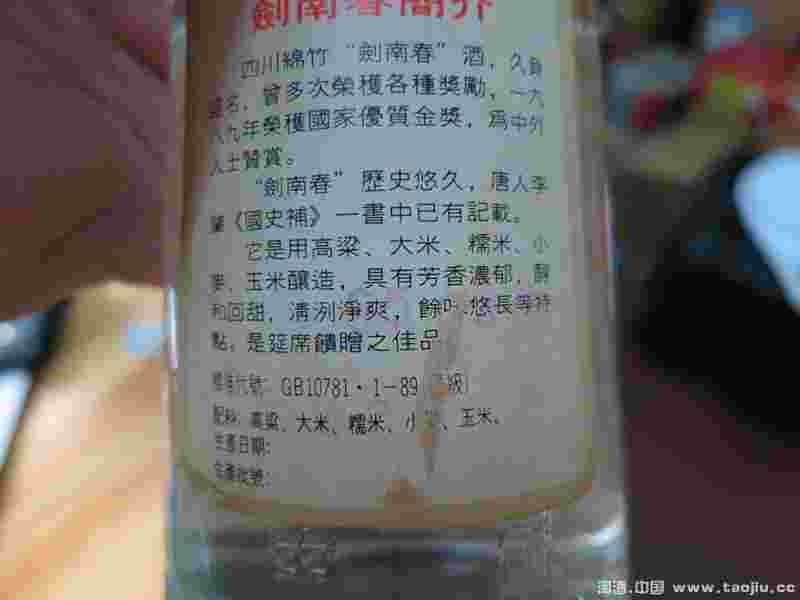 劍南春簡介
四川綿竹“劍南春”酒，久負
盛名，曾多次榮獲各種獎勵，一九
八九年榮獲國家優質金獎，爲中外
人士贊賞。
“劍南春”歷史悠久，唐人李
肇《國史補》一書中已有記載。
它是用高粱、大米、糯米、小
麥、玉米釀造，具有芳香濃郁，醇
和回甜，清洌淨爽，餘味悠長等特
點。是筵席饋贈之佳品
標準代號：GB10781·1-89
配料：高粱、大米、糯米、小麥、玉米。
生產日期：
生產批號：
淘酒.中国 www.taojiu.cc